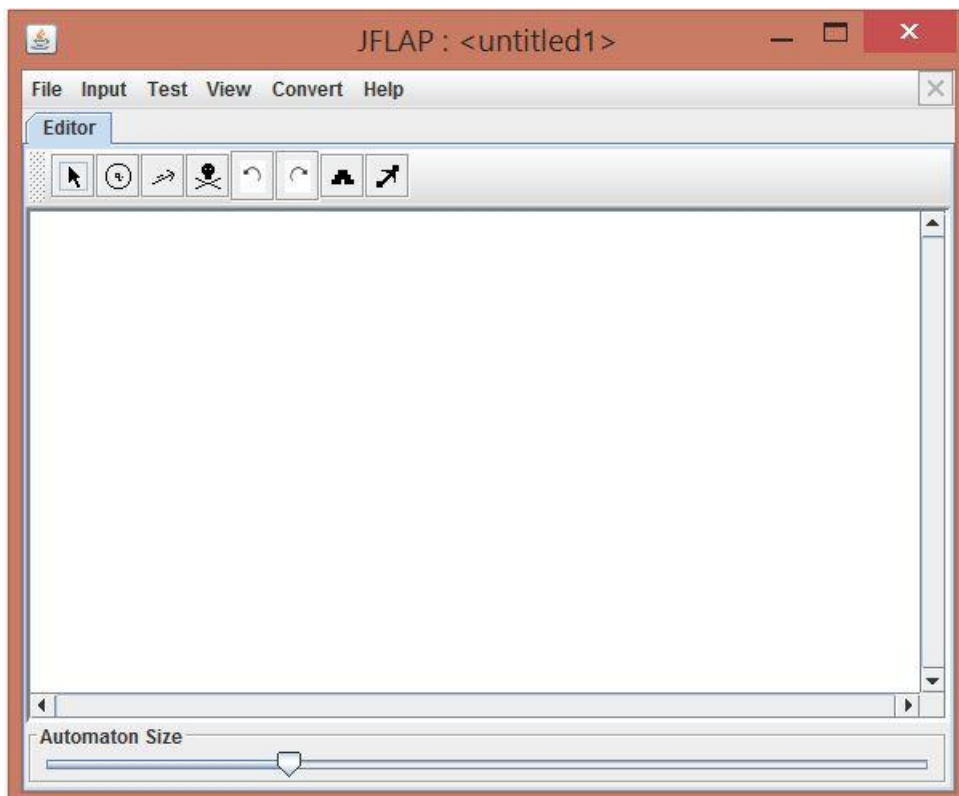 JFLAP : <untitled1>
File Input Test View Convert Help
Editor
Automaton Size